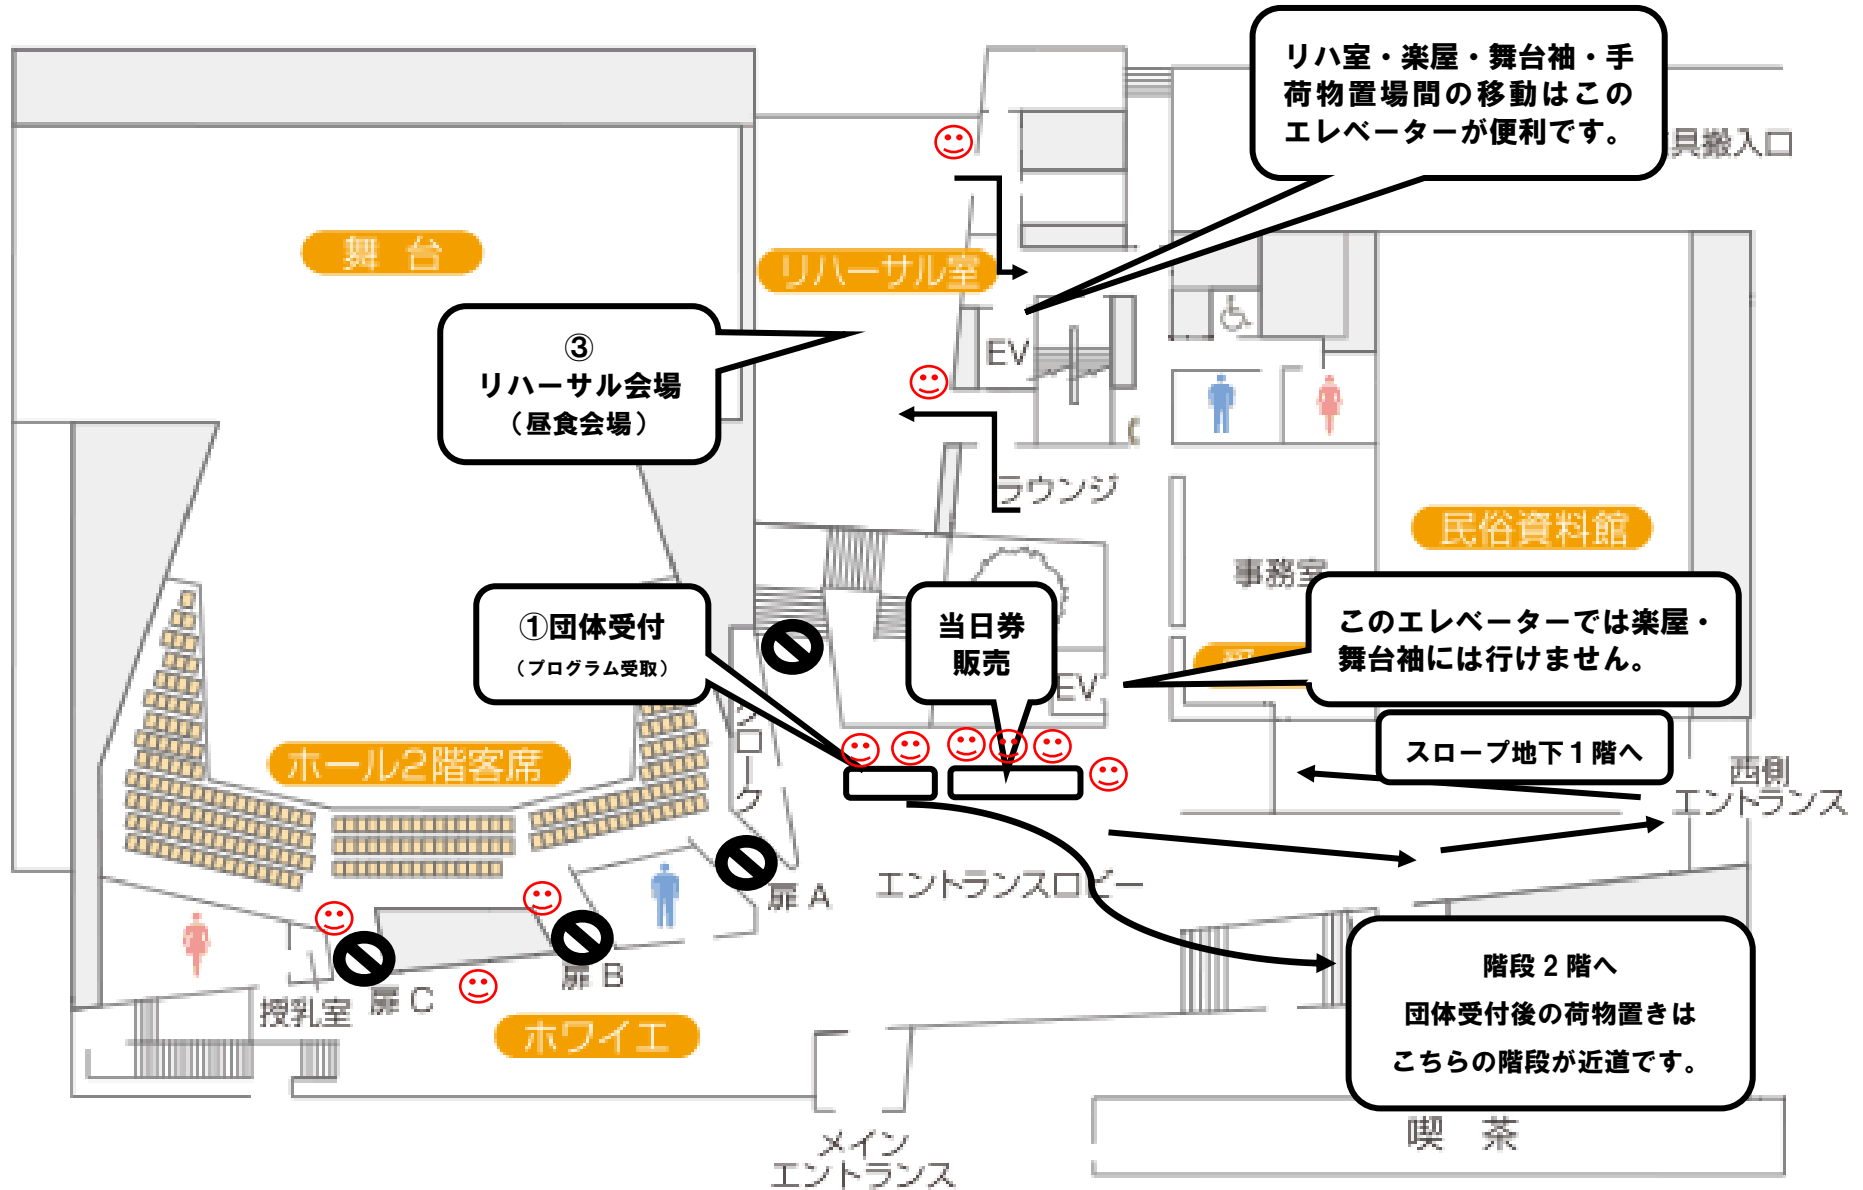 リハ室・楽屋・舞台袖・手
荷物置場間の移動はこの
エレベーターが便利です。
具搬入口
舞 台
リハーサル室
③
リハーサル会場
（昼食会場）
EV
ラウンジ
民俗資料館
事務室
①団体受付
（プログラム受取）
当日券
販売
このエレベーターでは楽屋・
舞台袖には行けません。
EV
クローク
スロープ地下１階へ
ホール2階客席
西側
エントランス
エントランスロビー
扉 A
扉 B
扉 C
授乳室
ホワイエ
階段 2 階へ
団体受付後の荷物置きは
こちらの階段が近道です。
喫 茶
メイン
エントランス